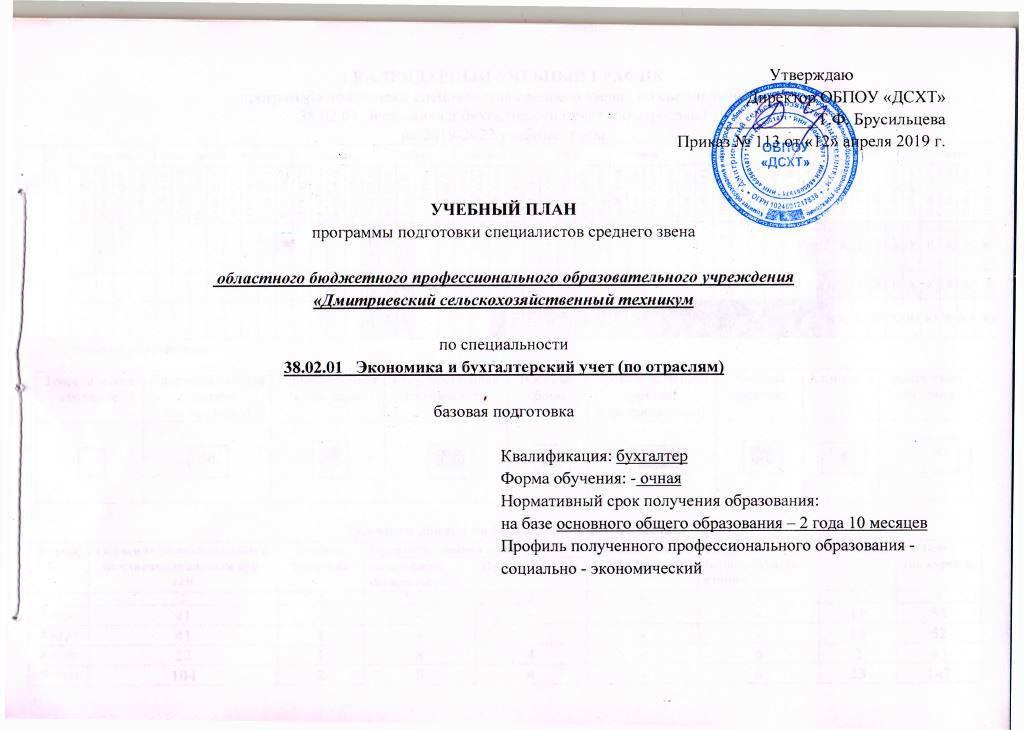 Утверждаю
Директор ОБПОУ «ДСХТ»
Т.Ф. Брусильцева
Приказ № 113 от «12» апреля 2019 г.
ОБПОУ
«ДСХТ»
УЧЕБНЫЙ ПЛАН
программы подготовки специалистов среднего звена
областного бюджетного профессионального образовательного учреждения
«Дмитриевский сельскохозяйственный техникум
по специальности
38.02.01 Экономика и бухгалтерский учет (по отраслям)
базовая подготовка
Квалификация: бухгалтер
Форма обучения: - очная
Нормативный срок получения образования:
на базе основного общего образования – 2 года 10 месяцев
Профиль полученного профессионального образования -
социально - экономический